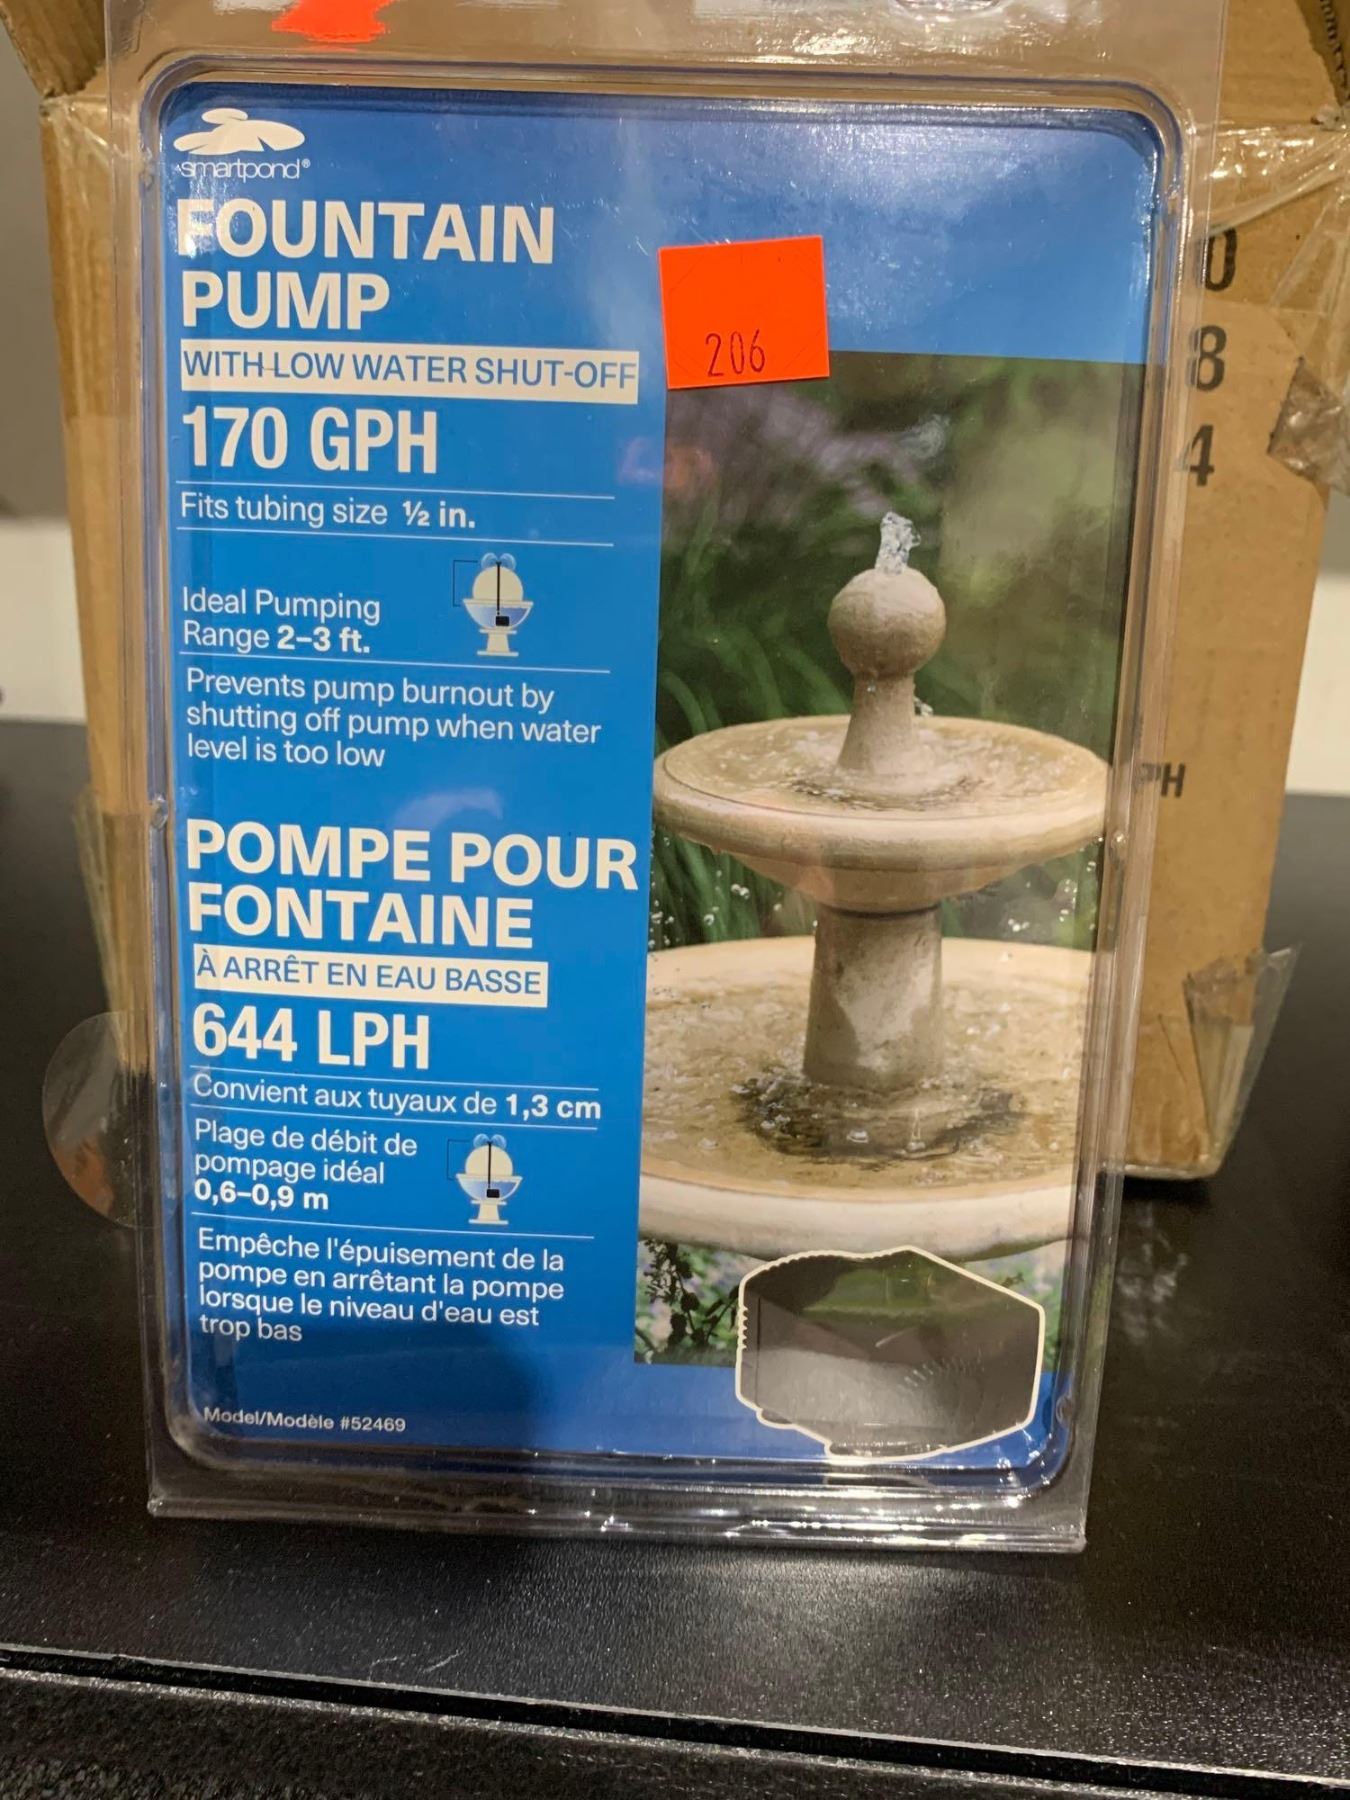 smartpond®
FOUNTAIN
PUMP
WITH LOW WATER SHUT-OFF
170 GPH
Fits tubing size ½ in.
Ideal Pumping
Range 2–3 ft.
Prevents pump burnout by
shutting off pump when water
level is too low
206
POMPE POUR
FONTAINE
À ARRÊT EN EAU BASSE
644 LPH
Convient aux tuyaux de 1,3 cm
Plage de débit de
pompage idéal
0,6–0,9 m
Empêche l'épuisement de la
pompe en arrêtant la pompe
lorsque le niveau d'eau est
trop bas
Model/Modèle #52469
0
8
4
PH